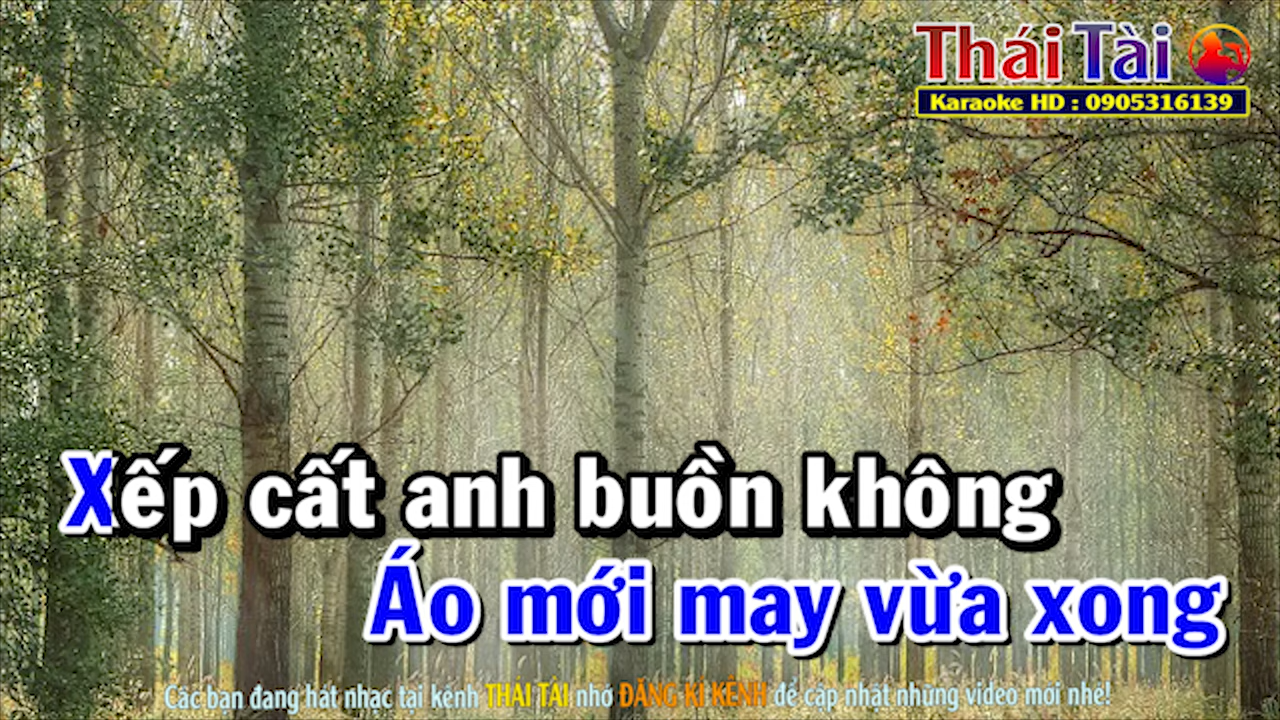 Thái Tài
Karaoke HD : 0905316139
Xếp cất anh buồn không
Áo mới may vừa xong
Các bạn đang hát nhạc tại kênh THÁI TÀI nhớ ĐĂNG KÍ KÊNH để cập nhật những video mới nhé!